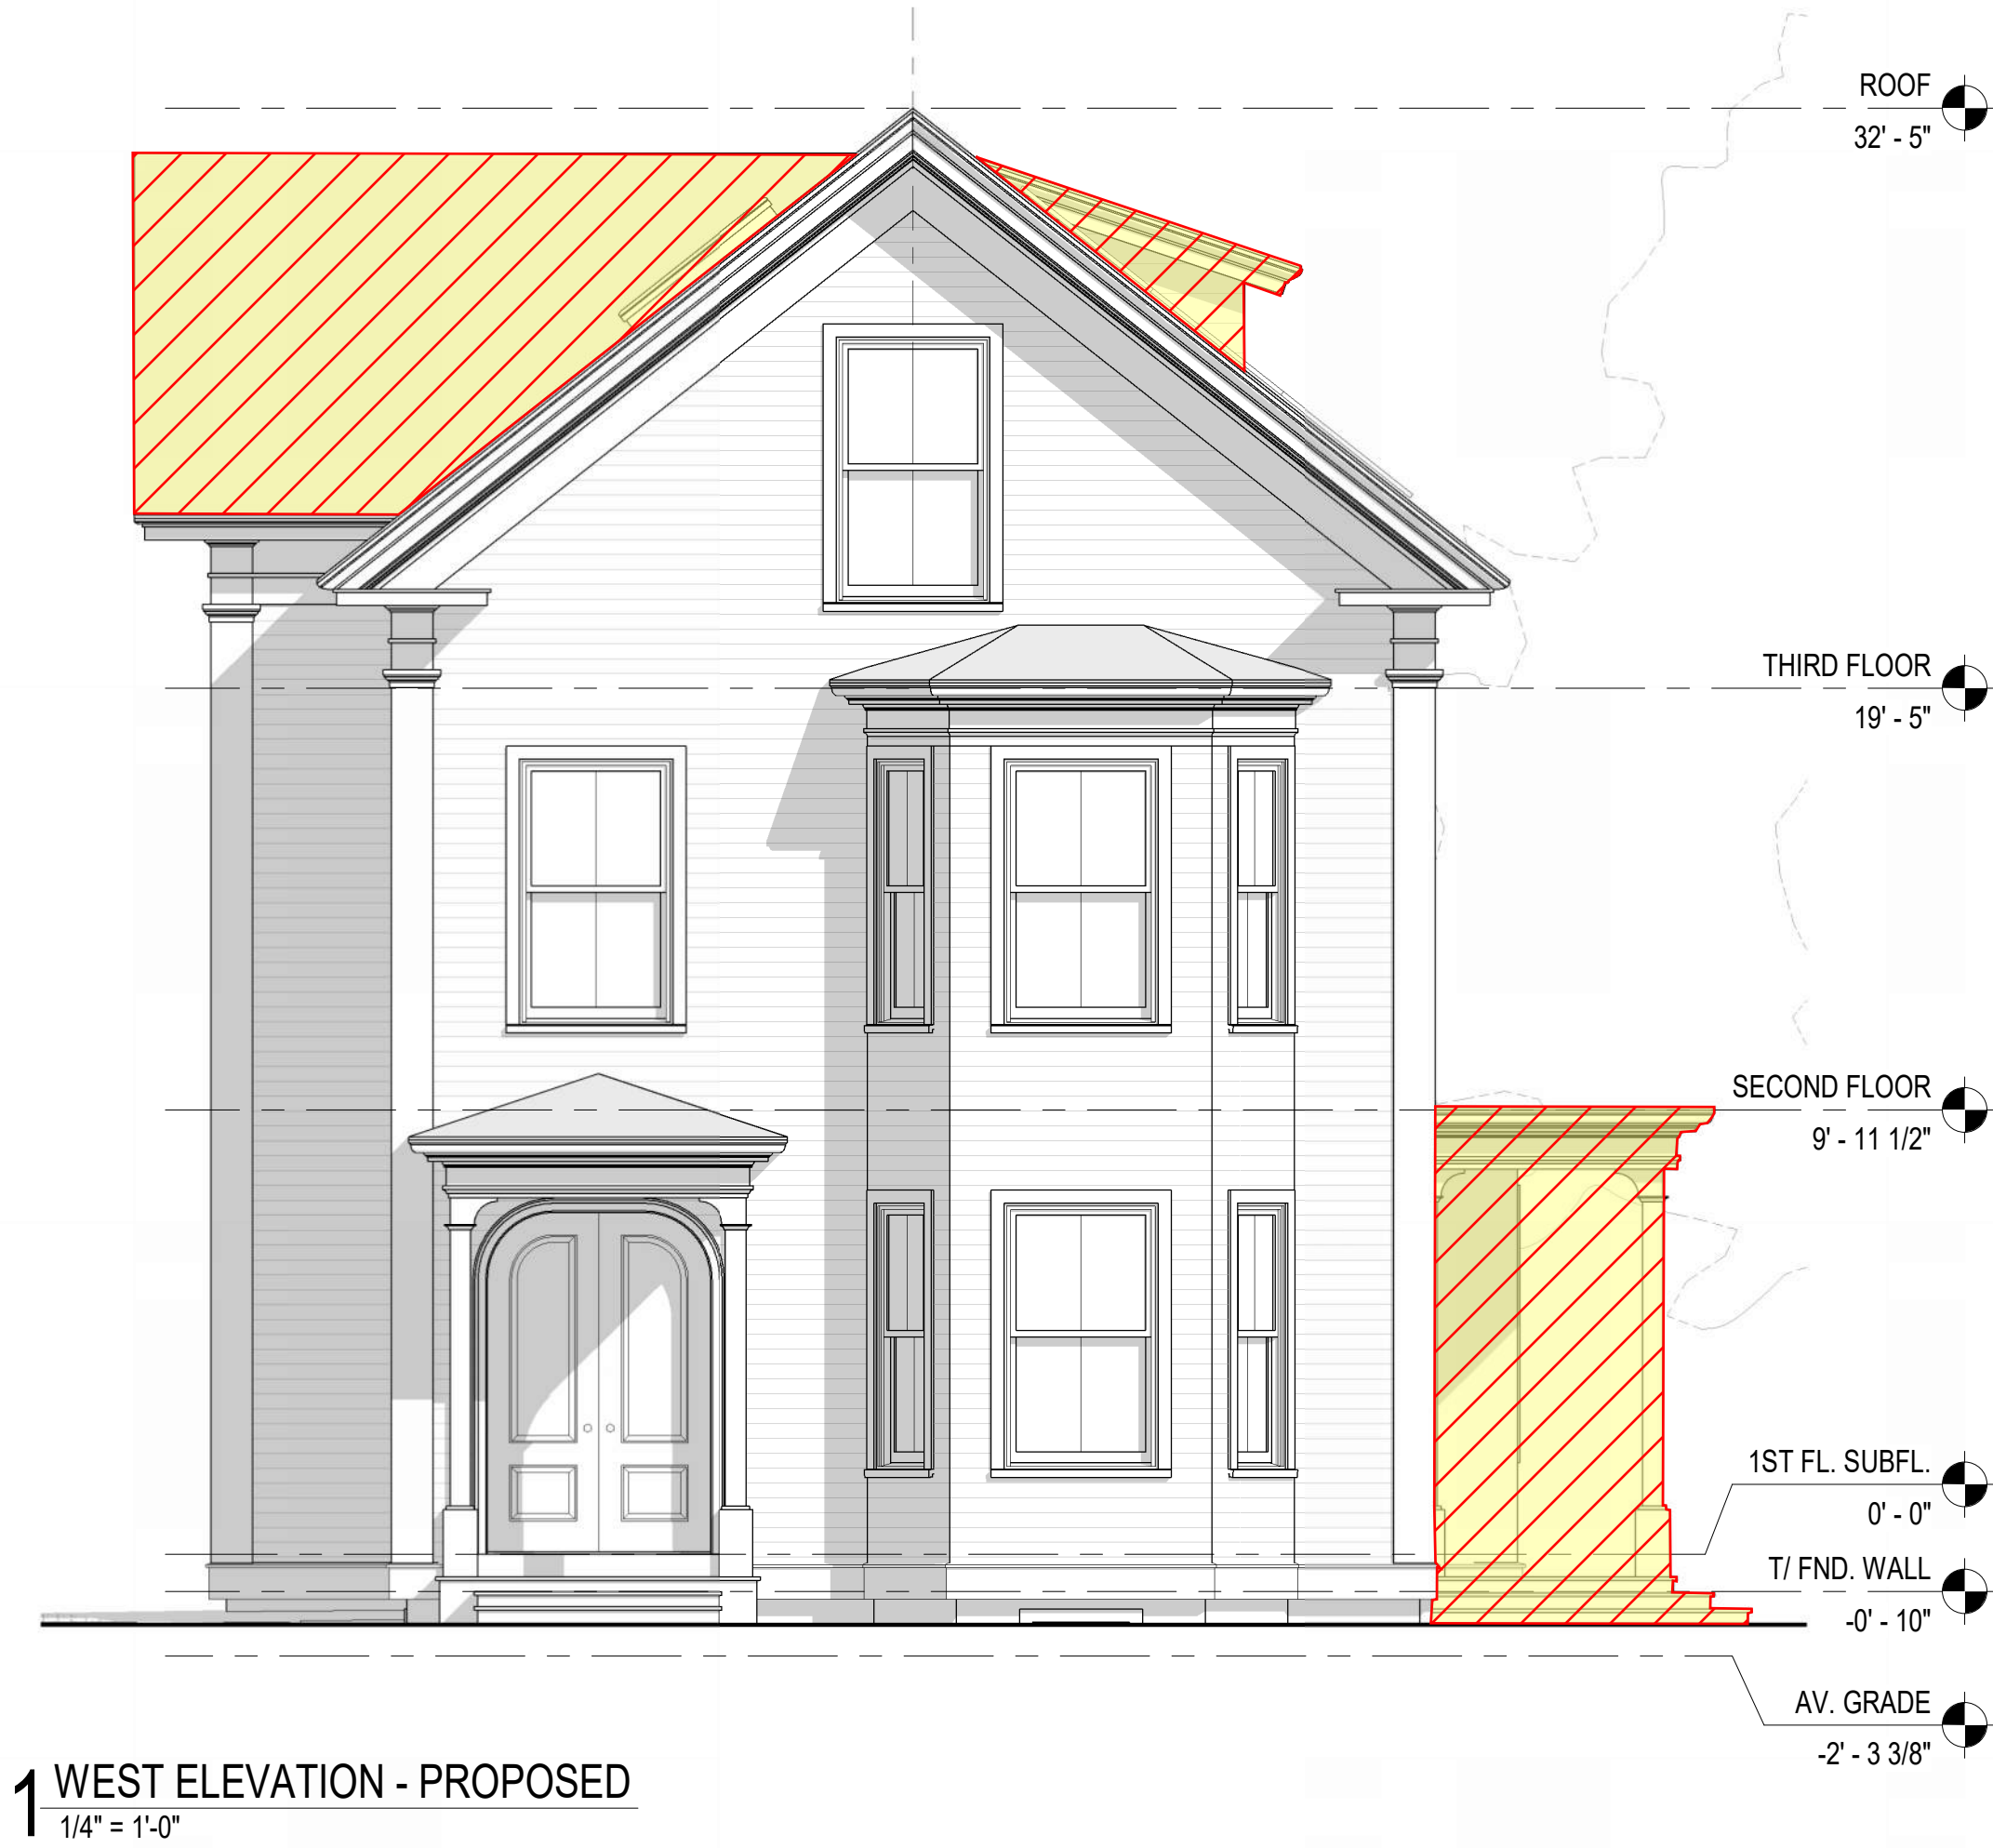 ROOF
32' - 5"
THIRD FLOOR
19' - 5"
SECOND FLOOR
9' - 11 1/2"
1ST FL. SUBFL.
0' - 0"
T/ FND. WALL
-0' - 10"
AV. GRADE
-2' - 3 3/8"
1 WEST ELEVATION - PROPOSED
1/4" = 1'-0"